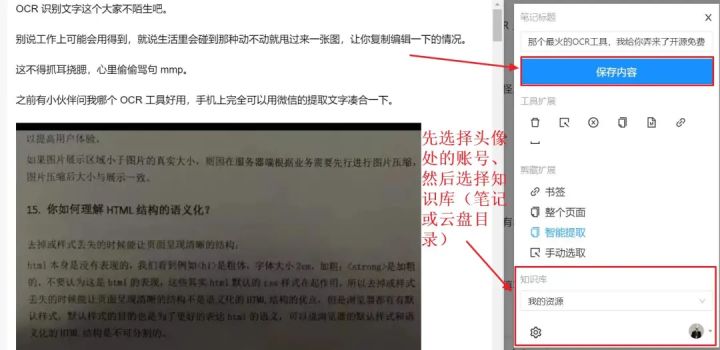 OCR 识别文字这个大家不陌生吧。
别说工作上可能会用得到，就说生活里会碰到那种动不动就甩过来一张图，让你复制编辑一下的情况。
这不得抓耳挠腮，心里偷偷骂句 mmp。
之前有小伙伴问我哪个 OCR 工具好用，手机上完全可以用微信的提取文字凑合一下。
以提高用户体验。
如果图片展示区域小于图片的真实大小，则因在服务器端根据业务需要先行进行图片压缩，
图片压缩后大小与展示一致。
15. 你如何理解 HTML 结构的语义化？
去掉或样式丢失的时候能让页面呈现清晰的结构：
html 本身是没有表现的，我们看到例如<h1>是粗体，字体大小 2em，加粗；<strong>是加粗
的，不要认为这是 html 的表现，这些其实 html 默认的 css 样式在起作用，所以去掉或样式
丢失的时候能让页面呈现清晰的结构不是语义化的 HTML 结构的优点，但是浏览器都有有默
认样式，默认样式的目的也是为了更好的表达 html 的语义，可以说浏览器的默认样式和语
义化的 HTML 结构是不可分割的。
先选择头像
处的账号、
然后选择知
识库（笔记
或云盘目
录）
笔记标题
X
那个最火的OCR工具，我给你弄来了开源免费
保存内容
工具扩展
剪藏扩展
书签
整个页面
智能提取
手动选取
知识库
我的资源